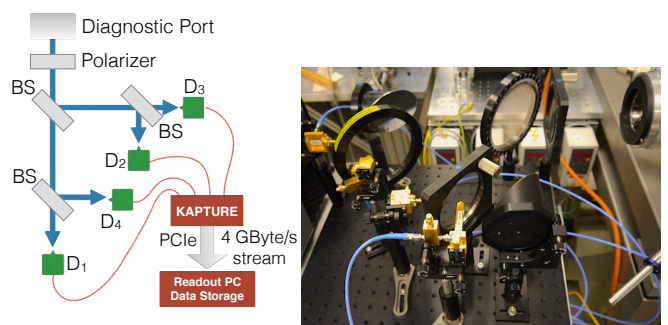 Diagnostic Port
Polarizer
BS
D3
BS
D2
BS
D4
KAPTURE
PCIe
4 GByte/s
stream
D1
Readout PC
Data Storage